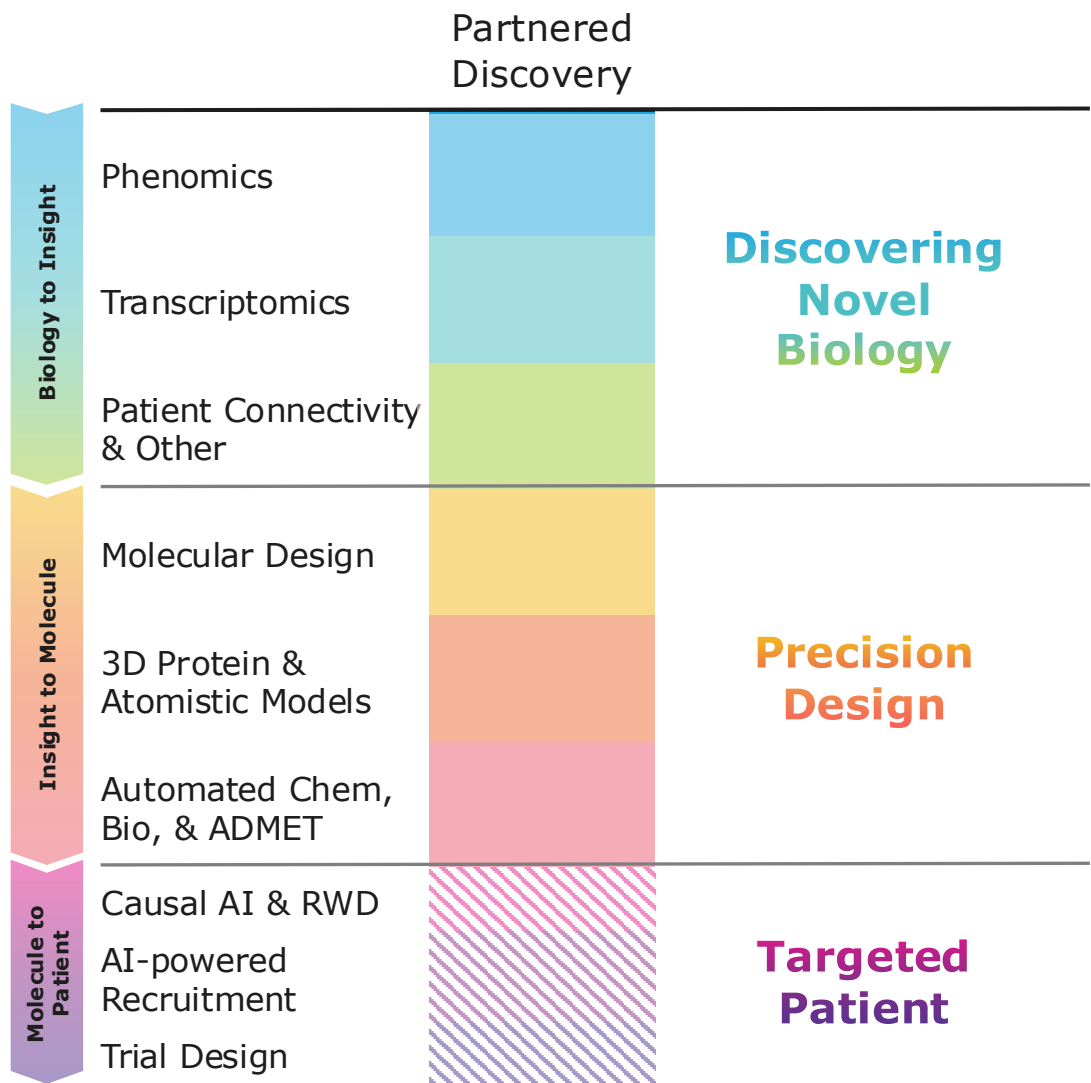 Partnered
Discovery
Biology to Insight
Phenomics
Transcriptomics
Patient Connectivity
& Other
Discovering
Novel
Biology
Insight to Molecule
Molecular Design
3D Protein &
Atomistic Models
Automated Chem,
Bio, & ADMET
Precision
Design
Molecule to
Patient
Causal AI & RWD
AI-powered
Recruitment
Trial Design
Targeted
Patient